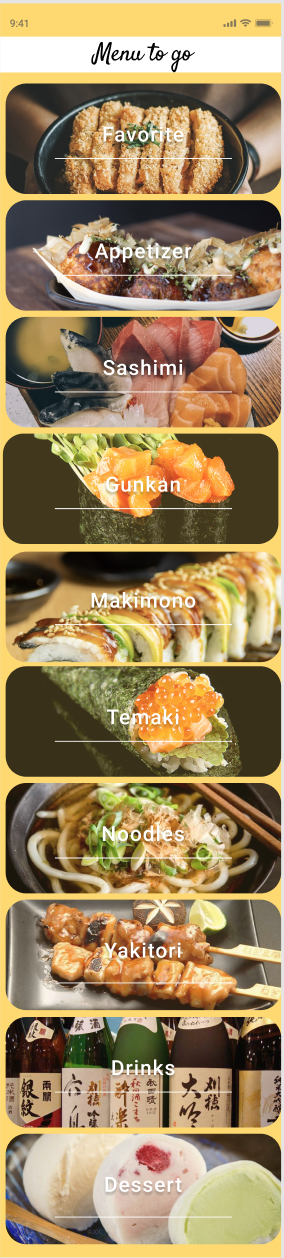 9:41
Menu to go
Favorite
Appetizer
Sashimi
Gunkan
Makimono
Temaki
Noodles
Yakitori
Drinks
Dessert